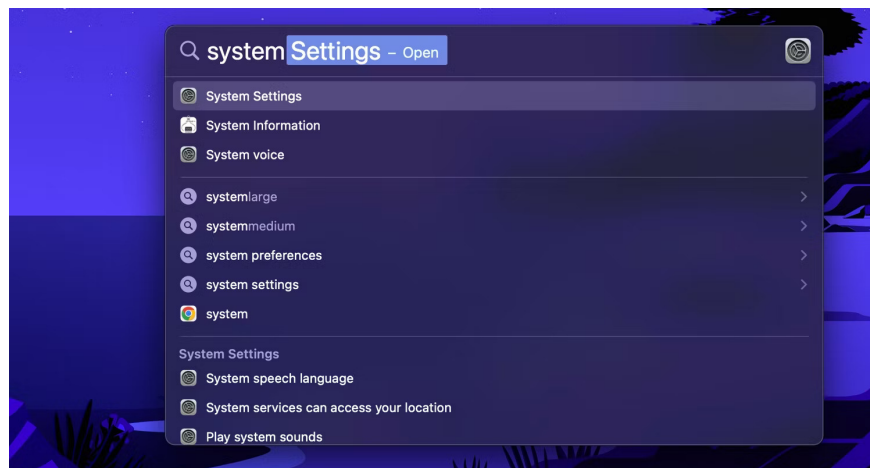 system Settings – Open
System Settings
System Information
System voice
systemlarge
systemmedium
system preferences
system settings
system
System Settings
System speech language
System services can access your location
Play system sounds